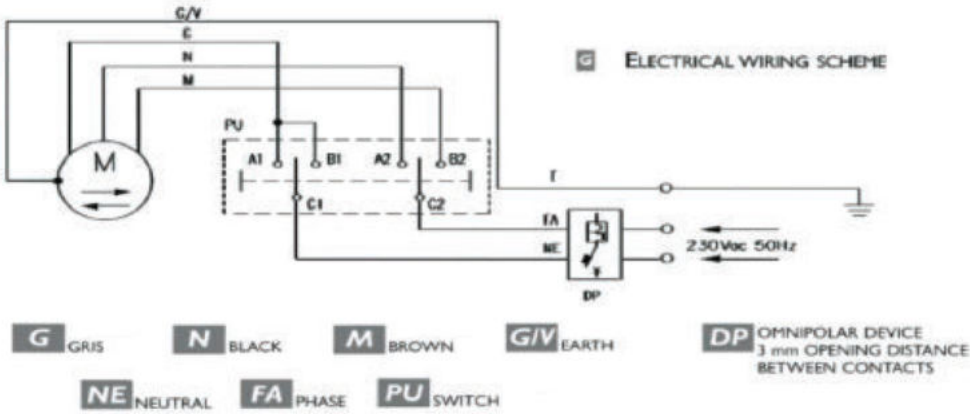 G/V
G
N
M
G ELECTRICAL WIRING SCHEME
PU
M
A1 B1 A2 B2
C1 C2
T
FA
NE
230Vac 50Hz
DP
G GRIS
N BLACK
M BROWN
G/V EARTH
DP OMNIPOLAR DEVICE
3 mm OPENING DISTANCE
BETWEEN CONTACTS
NE NEUTRAL
FA PHASE
PU SWITCH